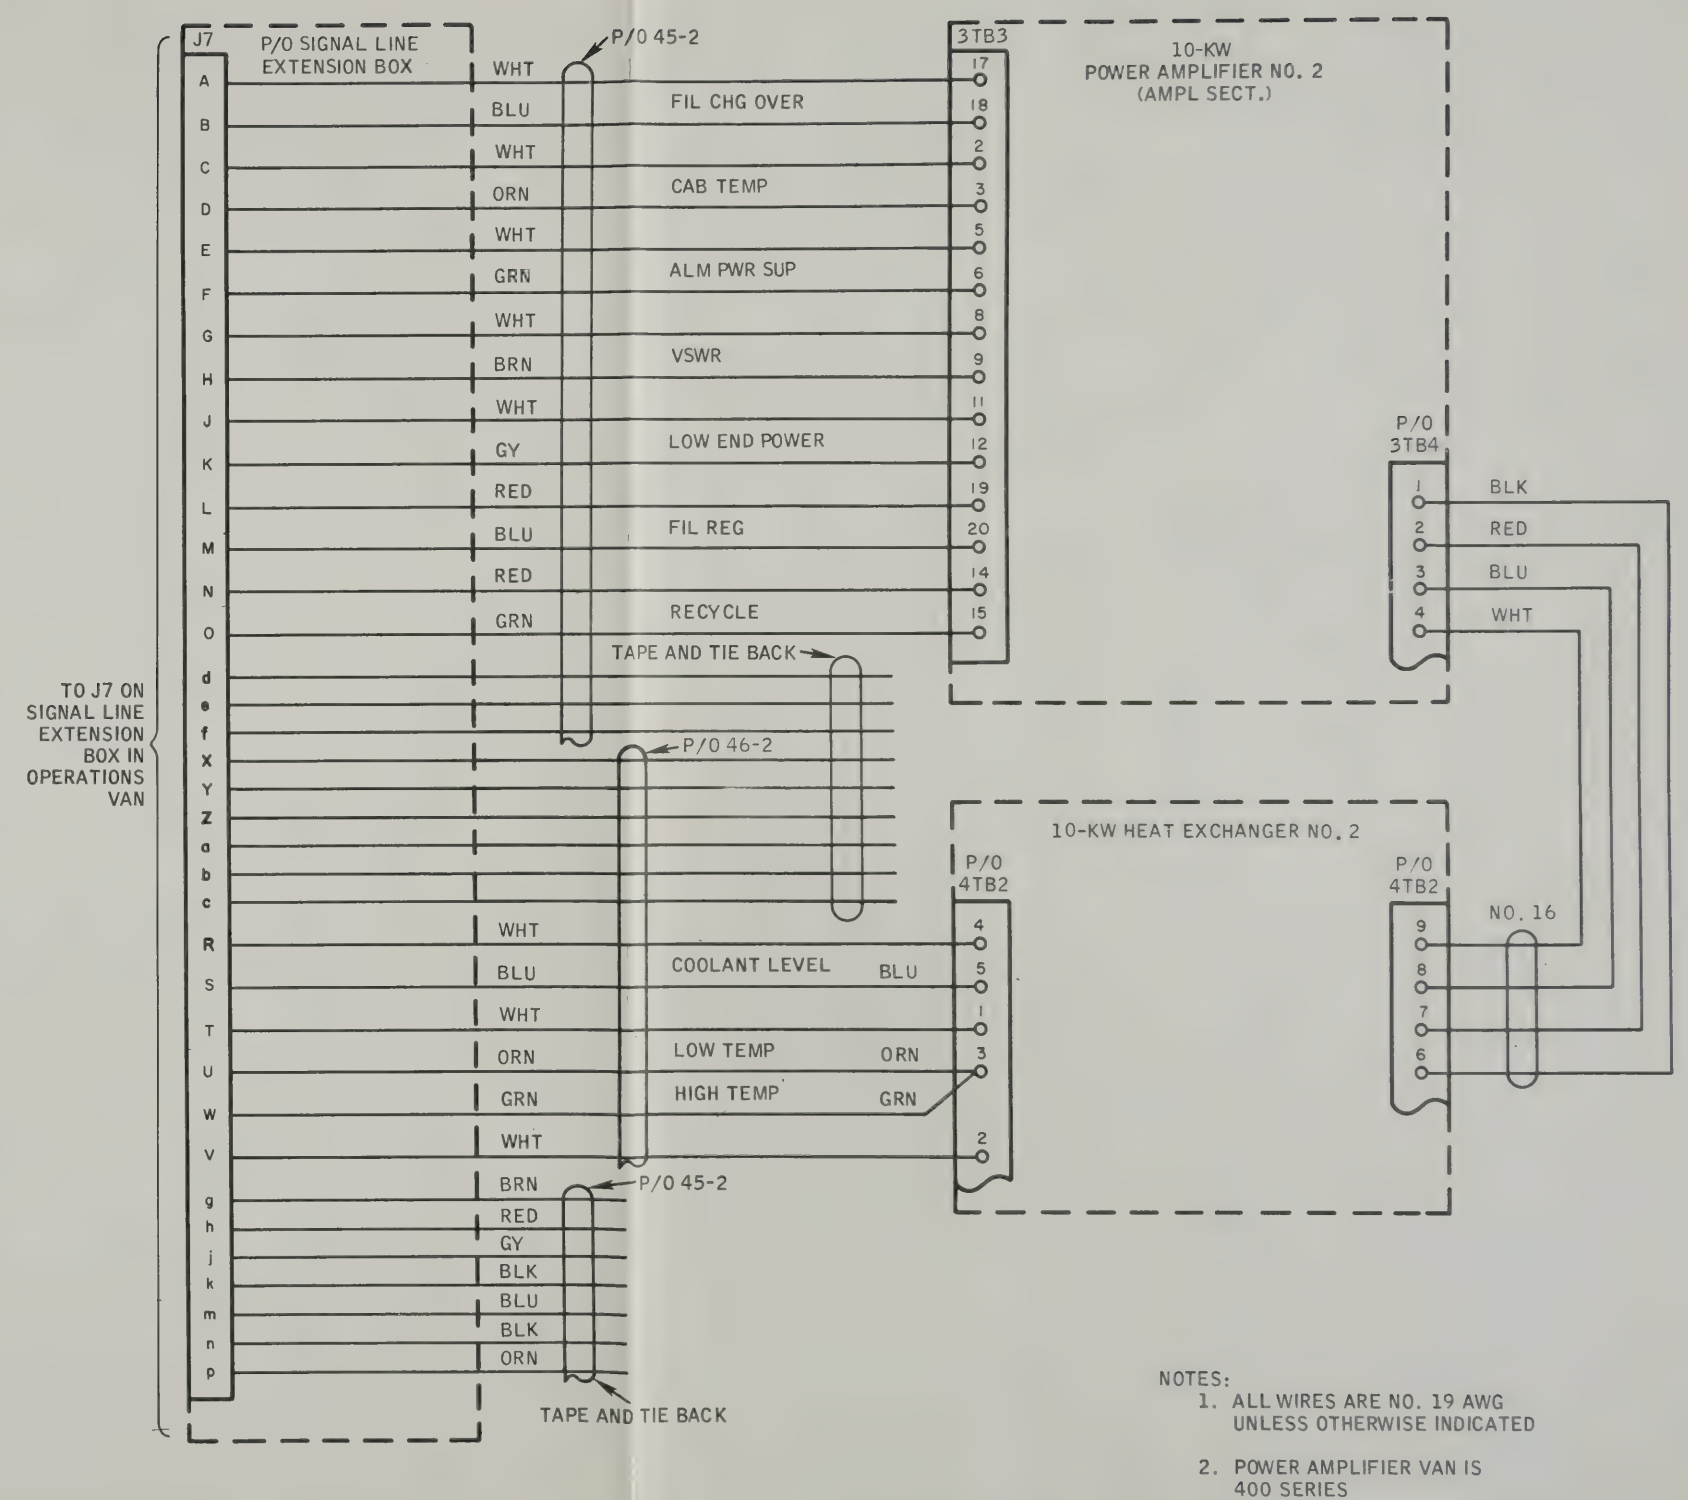 J7
P/O SIGNAL LINE
EXTENSION BOX
P/O 45-2
3TB3
10-KW
POWER AMPLIFIER NO. 2
(AMPL SECT.)
A WHT 17
FIL CHG OVER
B BLU 18
C WHT 2
CAB TEMP
D ORN 3
E WHT 5
ALM PWR SUP
F GRN 6
G WHT 8
VSWR
H BRN 9
J WHT 11
LOW END POWER
K GY 12
L RED 19
FIL REG
M BLU 20
N RED 14
RECYCLE
O GRN 15
P/O
3TB4
1 BLK
2 RED
3 BLU
4 WHT
TAPE AND TIE BACK
d
e
f
P/O 46-2
X
Y
Z
a
b
c
TO J7 ON
SIGNAL LINE
EXTENSION
BOX IN
OPERATIONS
VAN
10-KW HEAT EXCHANGER NO. 2
P/O
4TB2
P/O
4TB2
R WHT 4
COOLANT LEVEL
S BLU BLU 5
T WHT 1
LOW TEMP
U ORN ORN 3
HIGH TEMP
W GRN GRN
V WHT 2
NO. 16
9
8
7
6
P/O 45-2
g BRN
h RED
j GY
k BLK
m BLU
n BLK
p ORN
TAPE AND TIE BACK
NOTES:
1. ALL WIRES ARE NO. 19 AWG
UNLESS OTHERWISE INDICATED
2. POWER AMPLIFIER VAN IS
400 SERIES